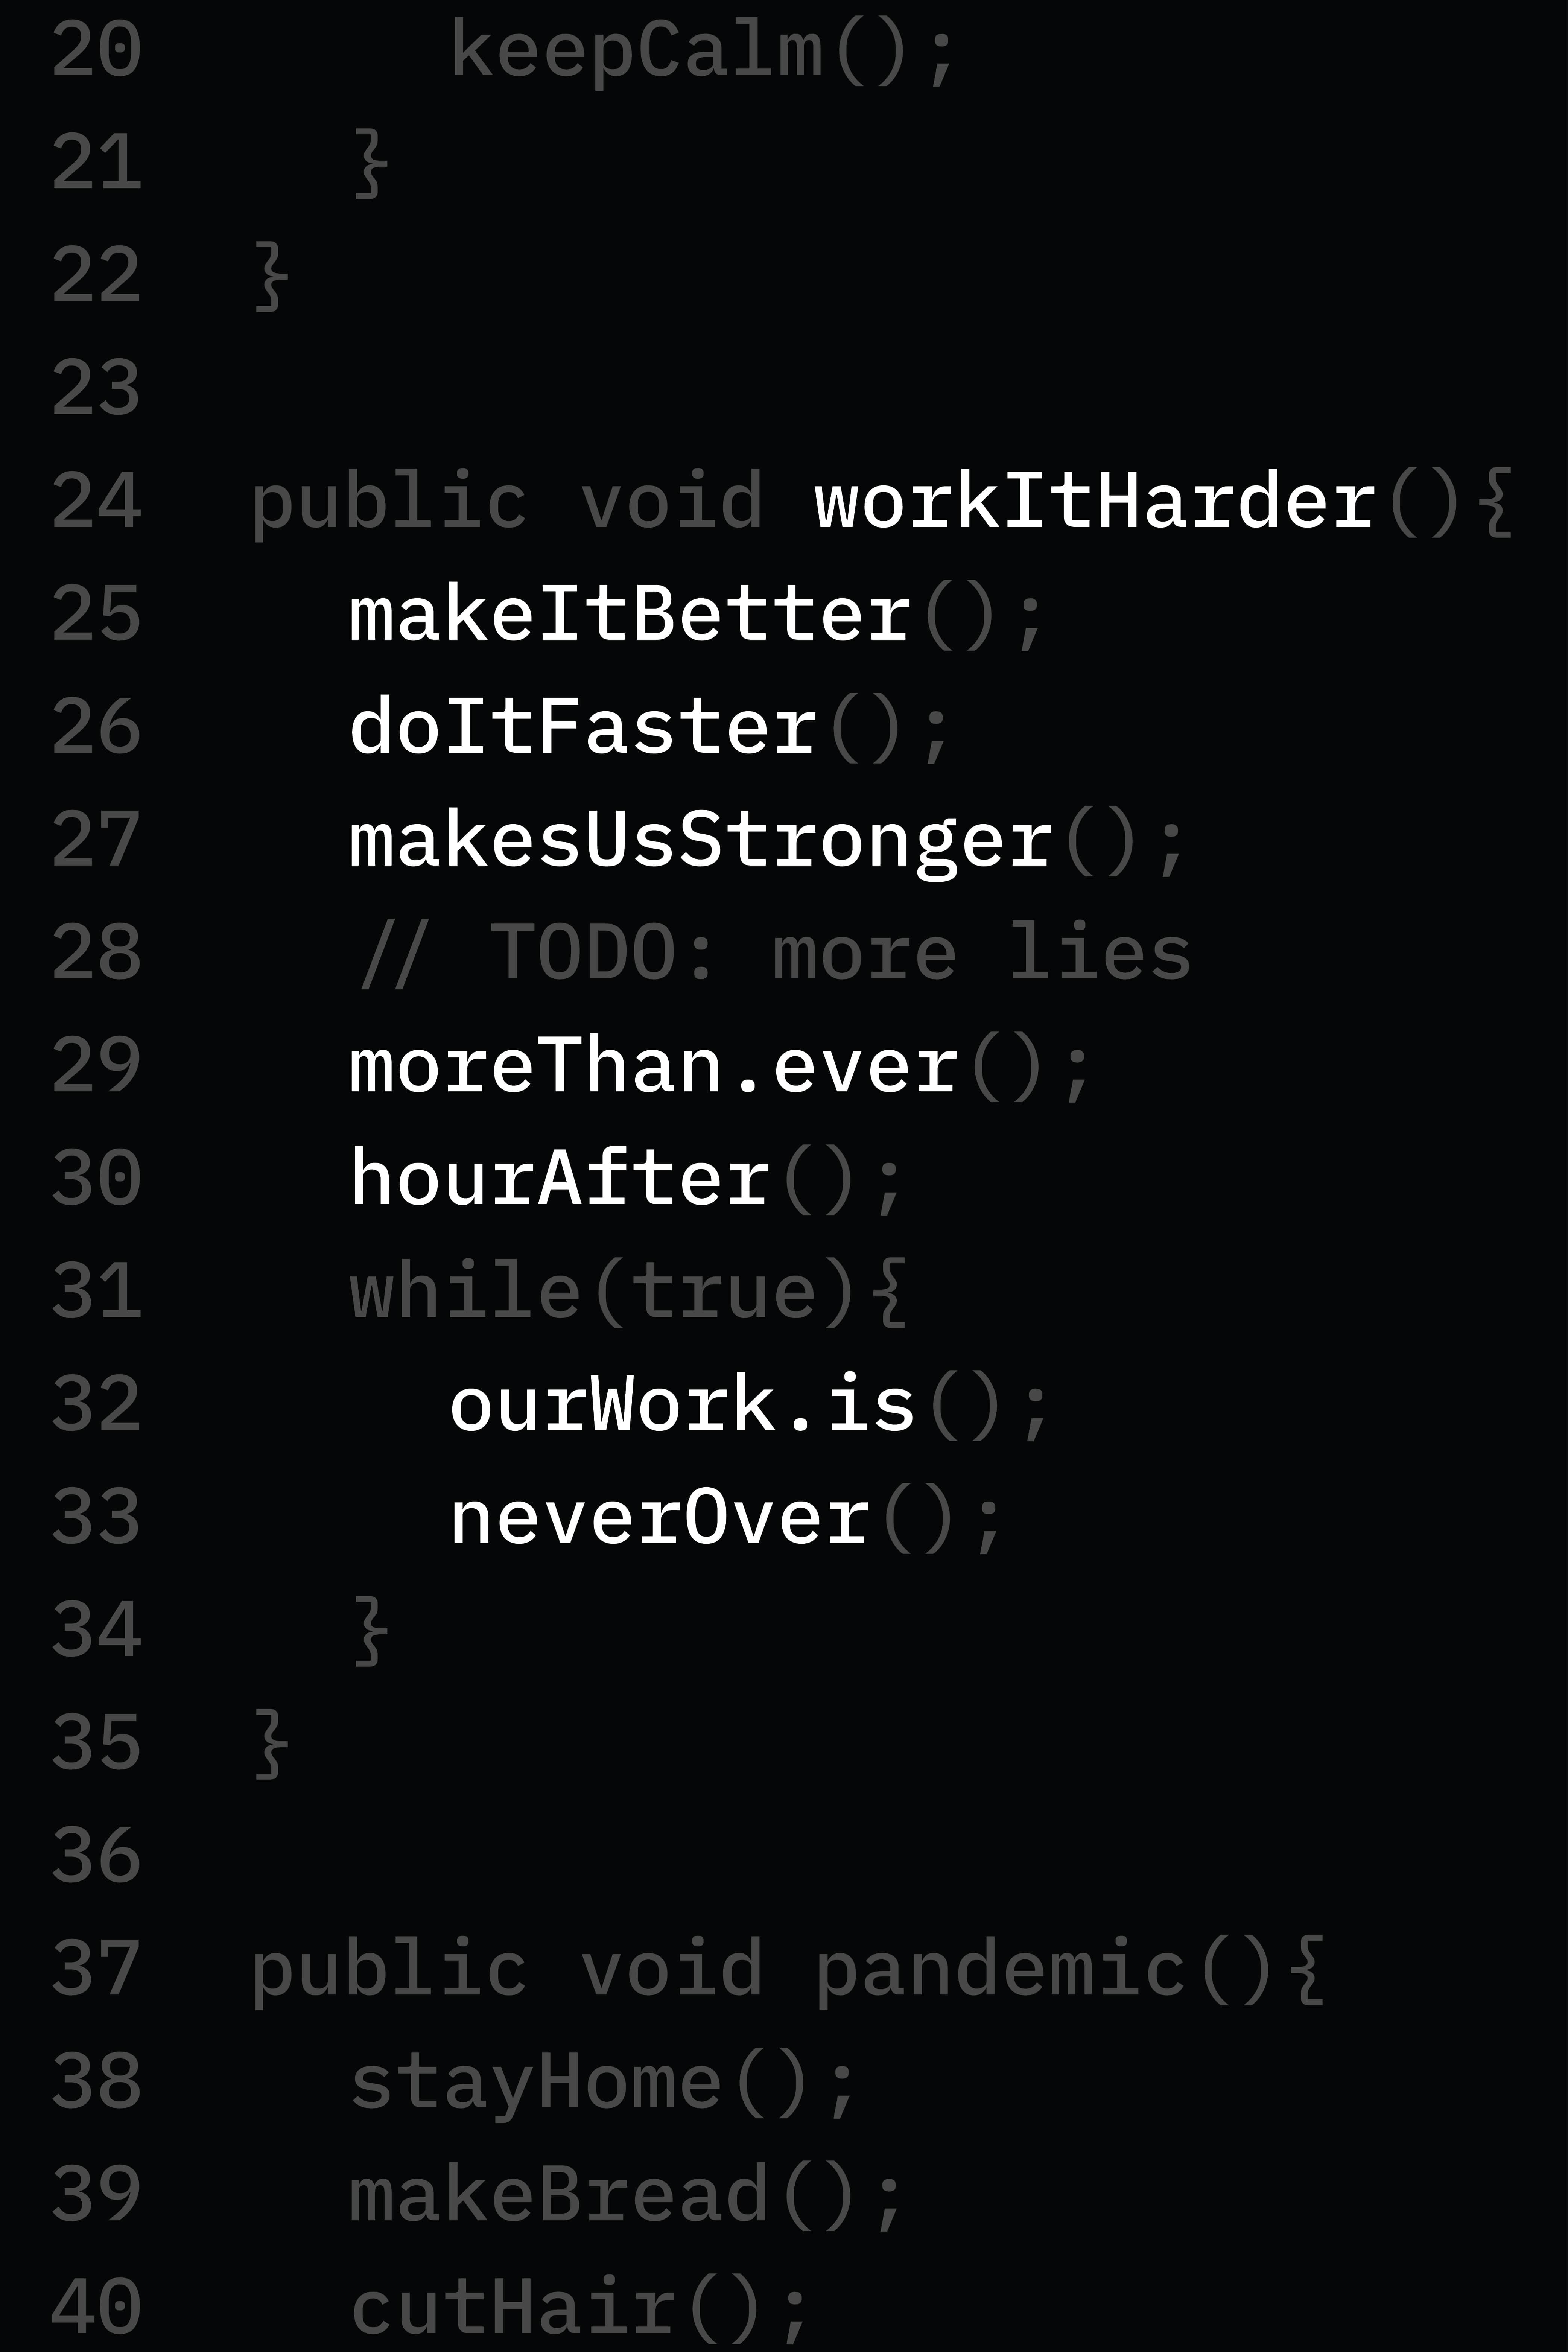 20 keepCalm();
21 }
22 }
23
24 public void workItHarder(){
25 makeItBetter();
26 doItFaster();
27 makesUsStronger();
28 // TODO: more lies
29 moreThan.ever();
30 hourAfter();
31 while(true){
32 ourWork.is();
33 neverOver();
34 }
35 }
36
37 public void pandemic(){
38 stayHome();
39 makeBread();
40 cutHair();